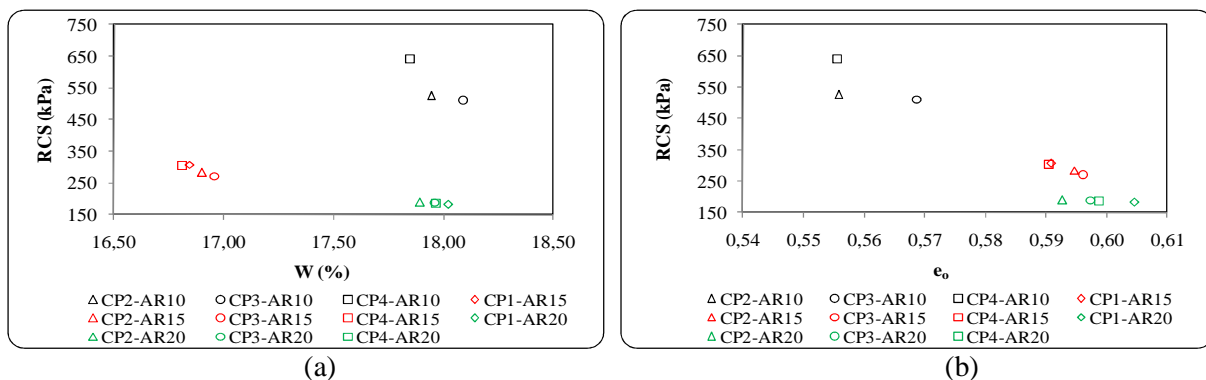 750
650
550
450
350
250
150
RCS (kPa)
16,50 17,00 17,50 18,00 18,50
W (%)
CP2-AR10 CP3-AR10 CP4-AR10 CP1-AR15
CP2-AR15 CP3-AR15 CP4-AR15 CP1-AR20
CP2-AR20 CP3-AR20 CP4-AR20
(a)
750
650
550
450
350
250
150
RCS (kPa)
0,54 0,55 0,56 0,57 0,58 0,59 0,60 0,61
eo
CP2-AR10 CP3-AR10 CP4-AR10 CP1-AR15
CP2-AR15 CP3-AR15 CP4-AR15 CP1-AR20
CP2-AR20 CP3-AR20 CP4-AR20
(b)